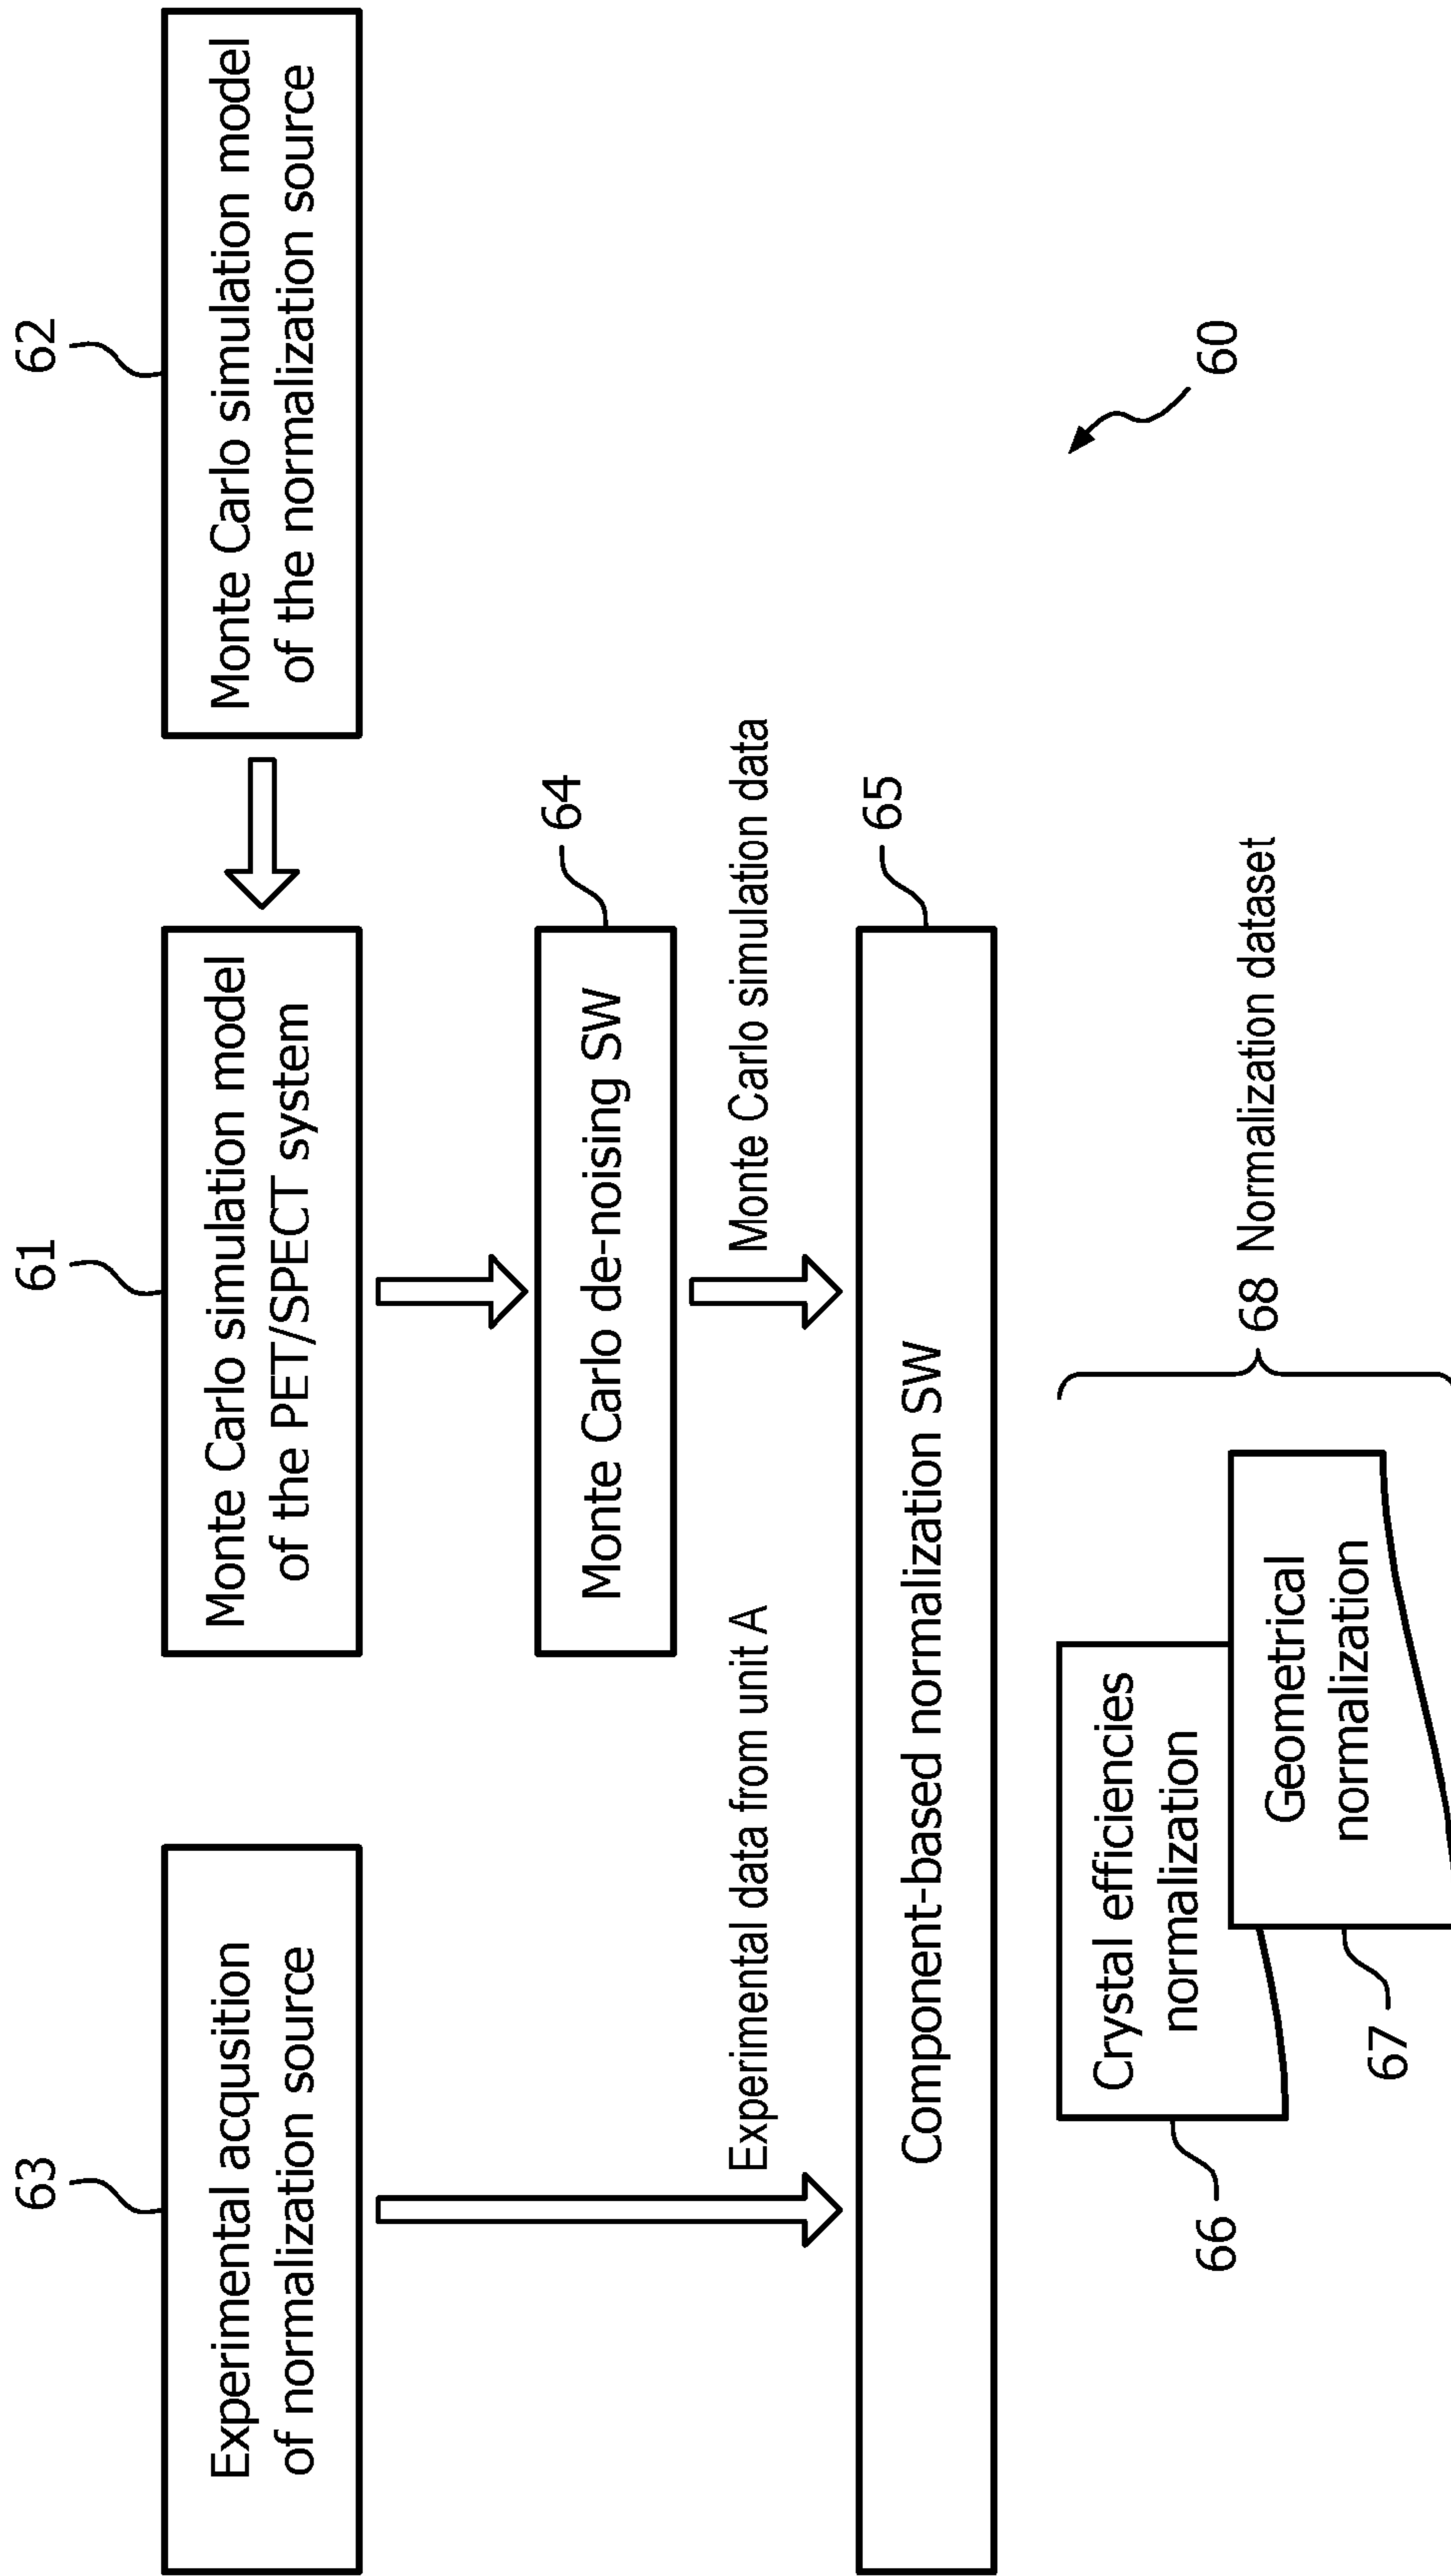 63
61
62
Experimental acqusition
of normalization source
Monte Carlo simulation model
of the PET/SPECT system
Monte Carlo simulation model
of the normalization source
64
Monte Carlo de-noising SW
Experimental data from unit A
Monte Carlo simulation data
65
Component-based normalization SW
66
Crystal efficiencies
normalization
67
Geometrical
normalization
68 Normalization dataset
60